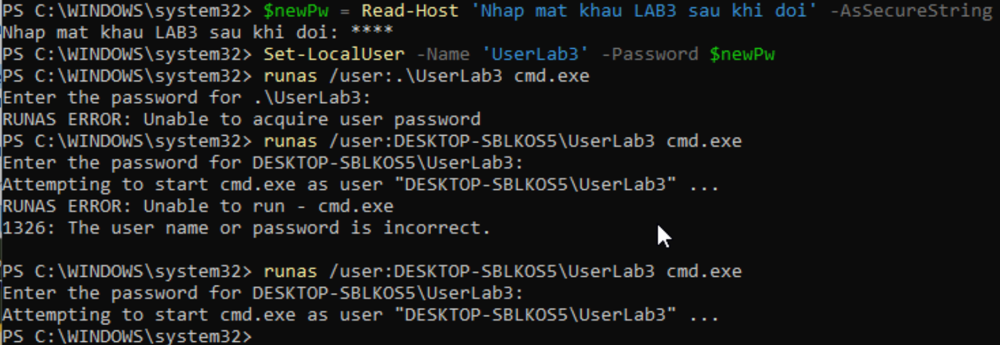 PS C:\WINDOWS\system32> $newPw = Read-Host 'Nhap mat khau LAB3 sau khi doi' -AsSecureString
Nhap mat khau LAB3 sau khi doi: ****
PS C:\WINDOWS\system32> Set-LocalUser -Name 'UserLab3' -Password $newPw
PS C:\WINDOWS\system32> runas /user:.\UserLab3 cmd.exe
Enter the password for .\UserLab3:
RUNAS ERROR: Unable to acquire user password
PS C:\WINDOWS\system32> runas /user:DESKTOP-SBLKOS5\UserLab3 cmd.exe
Enter the password for DESKTOP-SBLKOS5\UserLab3:
Attempting to start cmd.exe as user "DESKTOP-SBLKOS5\UserLab3" ...
RUNAS ERROR: Unable to run - cmd.exe
1326: The user name or password is incorrect.
PS C:\WINDOWS\system32> runas /user:DESKTOP-SBLKOS5\UserLab3 cmd.exe
Enter the password for DESKTOP-SBLKOS5\UserLab3:
Attempting to start cmd.exe as user "DESKTOP-SBLKOS5\UserLab3" ...
PS C:\WINDOWS\system32>